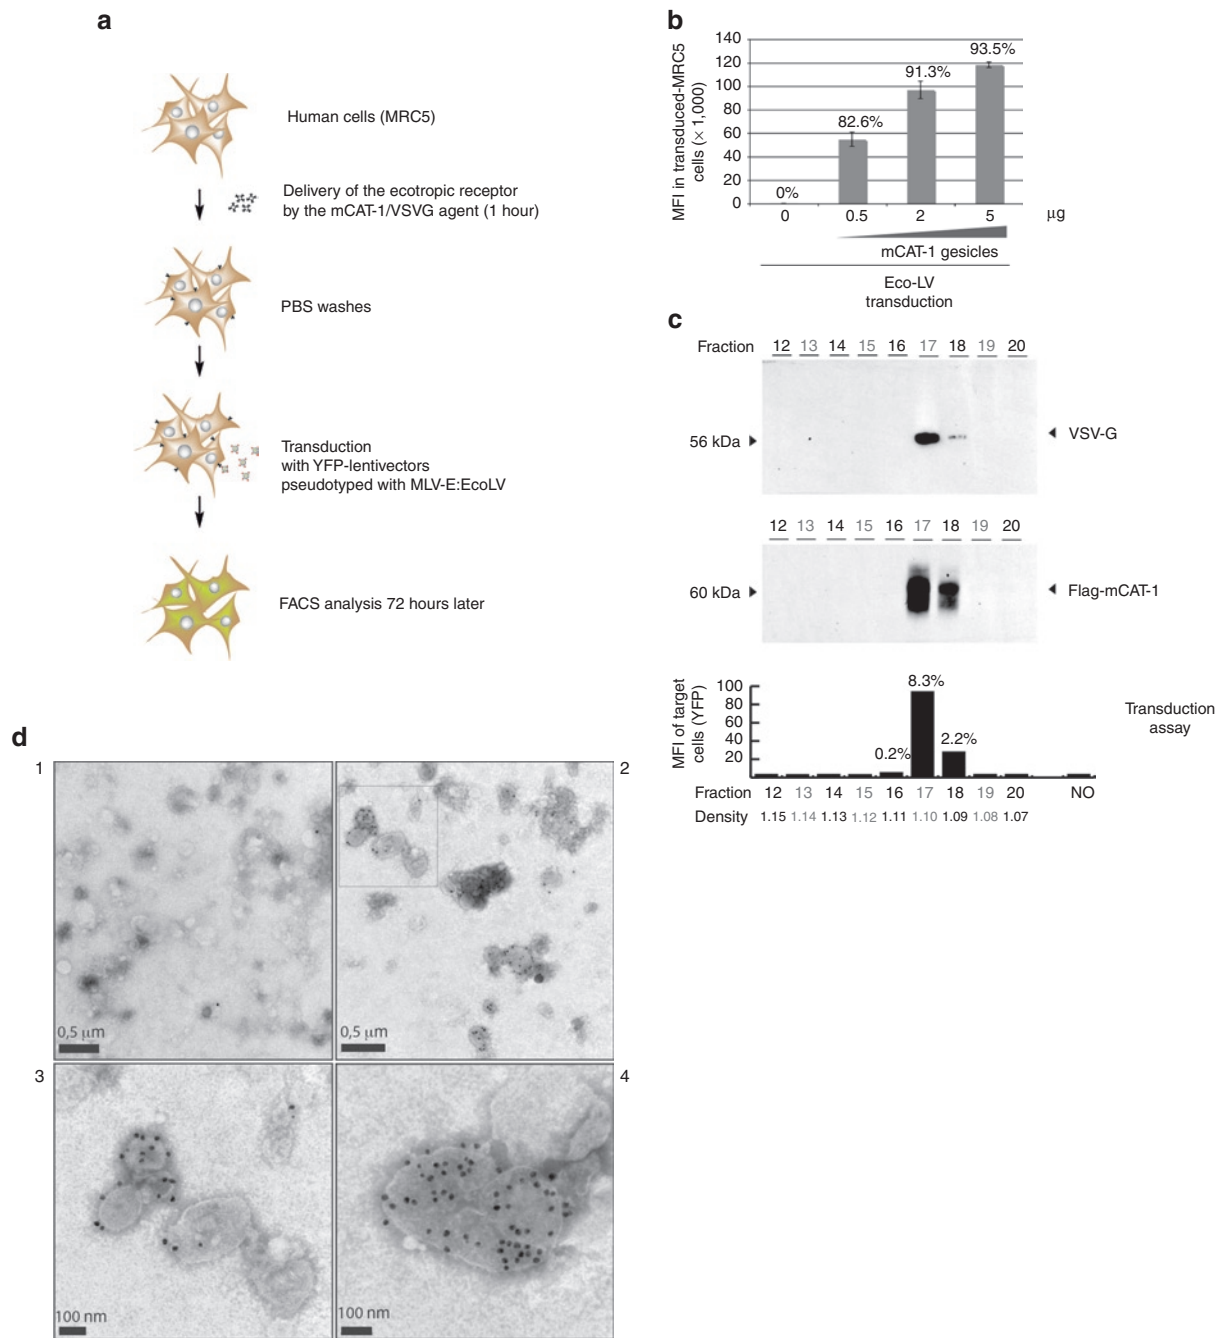 a
Human cells (MRC5)
Delivery of the ecotropic receptor
by the mCAT-1/VSVG agent (1 hour)
PBS washes
Transduction
with YFP-lentivectors
pseudotyped with MLV-E:EcoLV
FACS analysis 72 hours later
b
MFI in transduced-MRC5
cells (× 1,000)
140
120
100
80
60
40
20
0
0%
82.6%
91.3%
93.5%
0 0.5 2 5 μg
mCAT-1 gesicles
Eco-LV
transduction
c
Fraction 12 13 14 15 16 17 18 19 20
56 kDa
VSV-G
12 13 14 15 16 17 18 19 20
60 kDa
Flag-mCAT-1
MFI of target
cells (YFP)
100
80
60
40
20
0.2%
8.3%
2.2%
Transduction
assay
Fraction 12 13 14 15 16 17 18 19 20 NO
Density 1.15 1.14 1.13 1.12 1.11 1.10 1.09 1.08 1.07
d
1
0,5 μm
2
0,5 μm
3
100 nm
4
100 nm